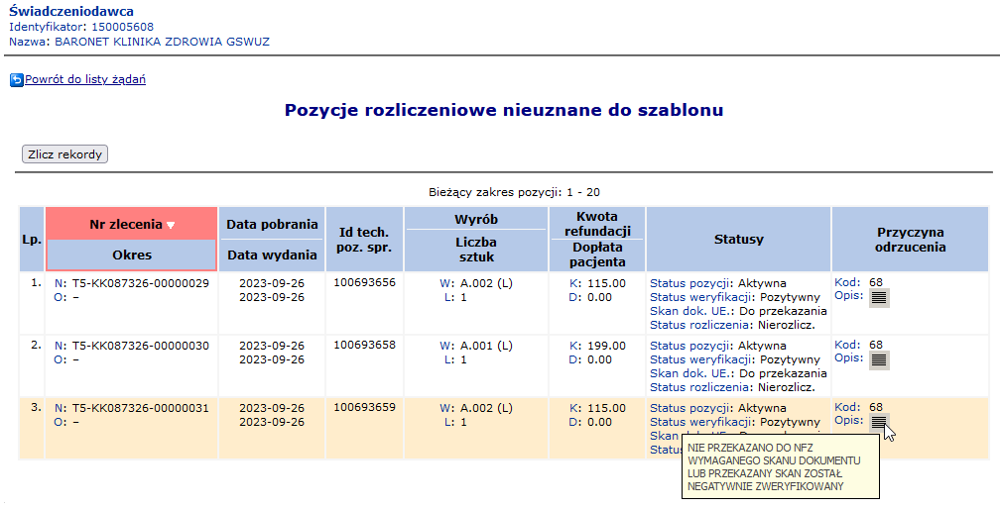 Świadczeniodawca
Identyfikator: 150005608
Nazwa: BARONET KLINIKA ZDROWIA GSWUZ
Powrót do listy żądań
Pozycje rozliczeniowe nieuznane do szablonu
Zlicz rekordy
Bieżący zakres pozycji: 1 - 20
Lp.
Nr zlecenia
Okres
Data pobrania
Data wydania
Id tech.
poz. spr.
Wyrób
Liczba
sztuk
Kwota
refundacji
Dopłata
pacjenta
Statusy
Przyczyna
odrzucenia
1. N: T5-KK087326-00000029 2023-09-26 100693656 W: A.002 (L) K: 115.00 Status pozycji: Aktywna Kod: 68
O: – 2023-09-26 L: 1 D: 0.00 Status weryfikacji: Pozytywny Opis:
Skan dok. UE.: Do przekazania
Status rozliczenia: Nierozlicz.
2. N: T5-KK087326-00000030 2023-09-26 100693658 W: A.001 (L) K: 199.00 Status pozycji: Aktywna Kod: 68
O: – 2023-09-26 L: 1 D: 0.00 Status weryfikacji: Pozytywny Opis:
Skan dok. UE.: Do przekazania
Status rozliczenia: Nierozlicz.
3. N: T5-KK087326-00000031 2023-09-26 100693659 W: A.002 (L) K: 115.00 Status pozycji: Aktywna Kod: 68
O: – 2023-09-26 L: 1 D: 0.00 Status weryfikacji: Pozytywny Opis:
Skan
Statu
NIE PRZEKAZANO DO NFZ
WYMAGANEGO SKANU DOKUMENTU
LUB PRZEKAZANY SKAN ZOSTAŁ
NEGATYWNIE ZWERYFIKOWANY